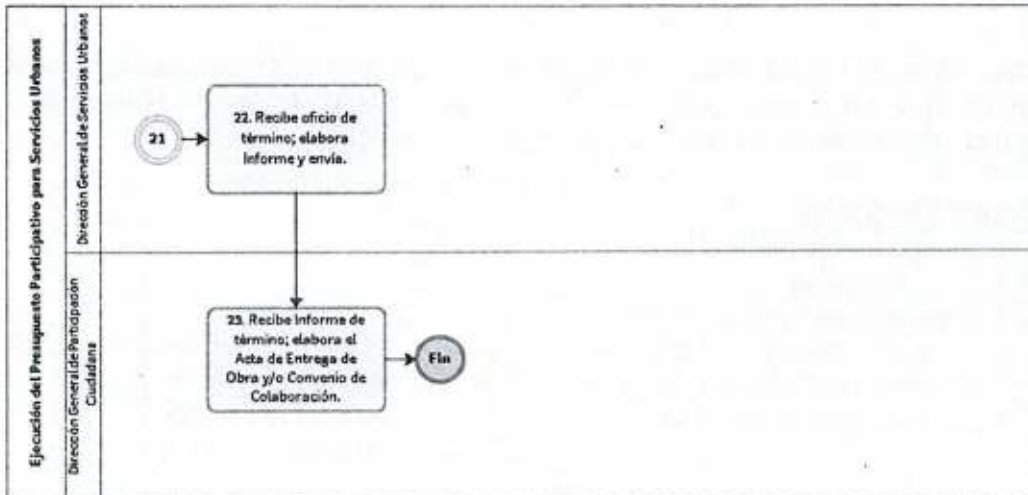 Ejecución del Presupuesto Participativo para Servicios Urbanos
Dirección General de Servicios Urbanos
21
22. Recibe oficio de
término; elabora
Informe y envía.
Dirección General de Participación
Ciudadana
23. Recibe Informe de
término; elabora el
Acta de Entrega de
Obra y/o Convenio de
Colaboración.
Fin